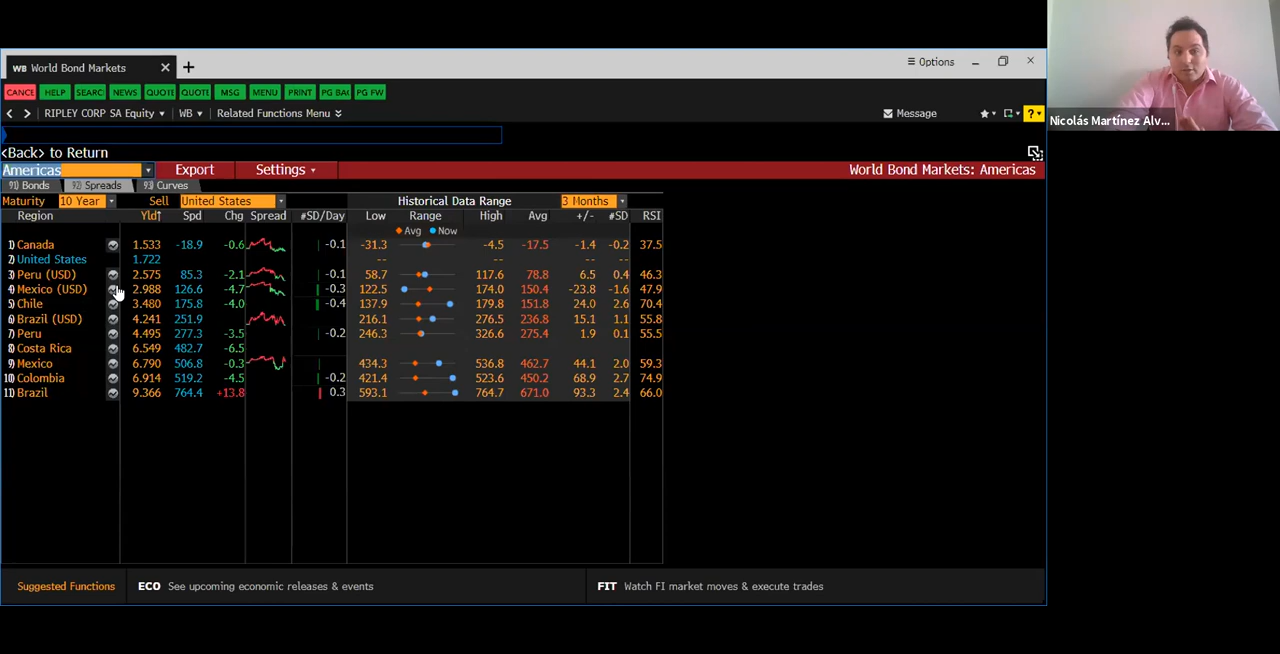 WB World Bond Markets
Options
CANCE HELP SEARC NEWS QUOTE QUOTE MSG MENU PRINT PG BAC PG FW
RIPLEY CORP SA Equity WB Related Functions Menu Message ?
Nicolás Martínez Alv...
<Back> to Return
Americas Export Settings World Bond Markets: Americas
91) Bonds 92) Spreads 93) Curves
Maturity 10 Year Sell United States Historical Data Range 3 Months
Region Yld↑ Spd Chg Spread #SD/Day Low Range High Avg +/- #SD RSI
Avg Now
1) Canada 1.533 -18.9 -0.6 -0.1 -31.3 -4.5 -17.5 -1.4 -0.2 37.5
2) United States 1.722 -- -- -- -- --
3) Peru (USD) 2.575 85.3 -2.1 -0.1 58.7 117.6 78.8 6.5 0.4 46.3
4) Mexico (USD) 2.988 126.6 -4.7 -0.3 122.5 174.0 150.4 -23.8 -1.6 47.9
5) Chile 3.480 175.8 -4.0 -0.4 137.9 179.8 151.8 24.0 2.6 70.4
6) Brazil (USD) 4.241 251.9 216.1 276.5 236.8 15.1 1.1 55.8
7) Peru 4.495 277.3 -3.5 -0.2 246.3 326.6 275.4 1.9 0.1 55.5
8) Costa Rica 6.549 482.7 -6.5
9) Mexico 6.790 506.8 -0.3 434.3 536.8 462.7 44.1 2.0 59.3
10) Colombia 6.914 519.2 -4.5 -0.2 421.4 523.6 450.2 68.9 2.7 74.9
11) Brazil 9.366 764.4 +13.8 0.3 593.1 764.7 671.0 93.3 2.4 66.0
Suggested Functions ECO See upcoming economic releases & events FIT Watch FI market moves & execute trades